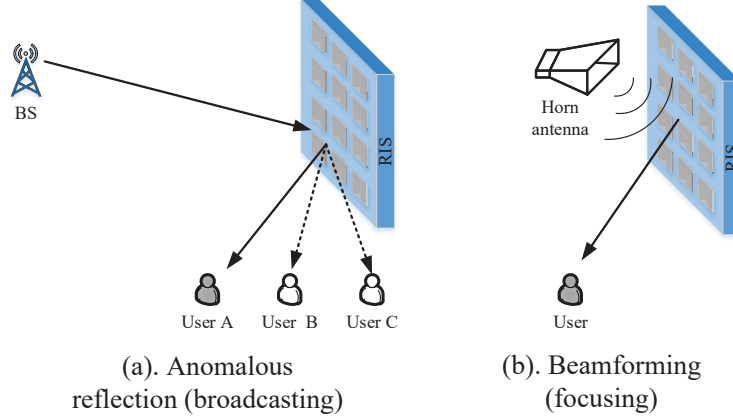 BS
RIS
User A
User B
User C
(a). Anomalous
reflection (broadcasting)
Horn
antenna
RIS
User
(b). Beamforming
(focusing)